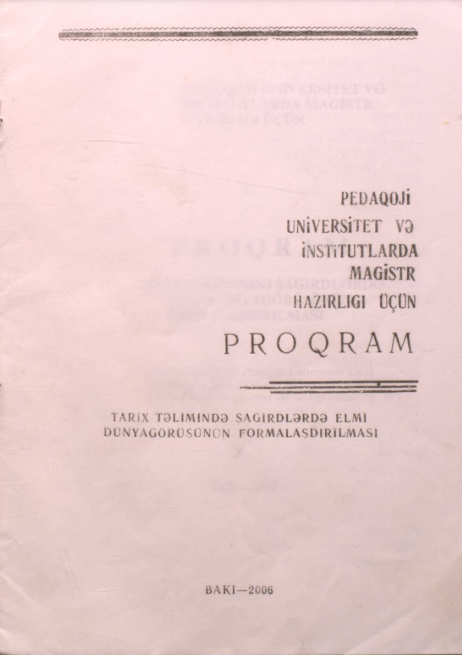 PEDAQOJİ
UNİVERSİTET VƏ
İNSTİTUTLARDA
MAGİSTR
HAZIRLIGI ÜÇÜN
PROQRAM
TARİX TƏLİMİNDƏ ŞAGİRDLƏRDƏ ELMİ
DÜNYAGÖRÜŞÜNÜN FORMALAŞDIRILMASI
BAKI—2006